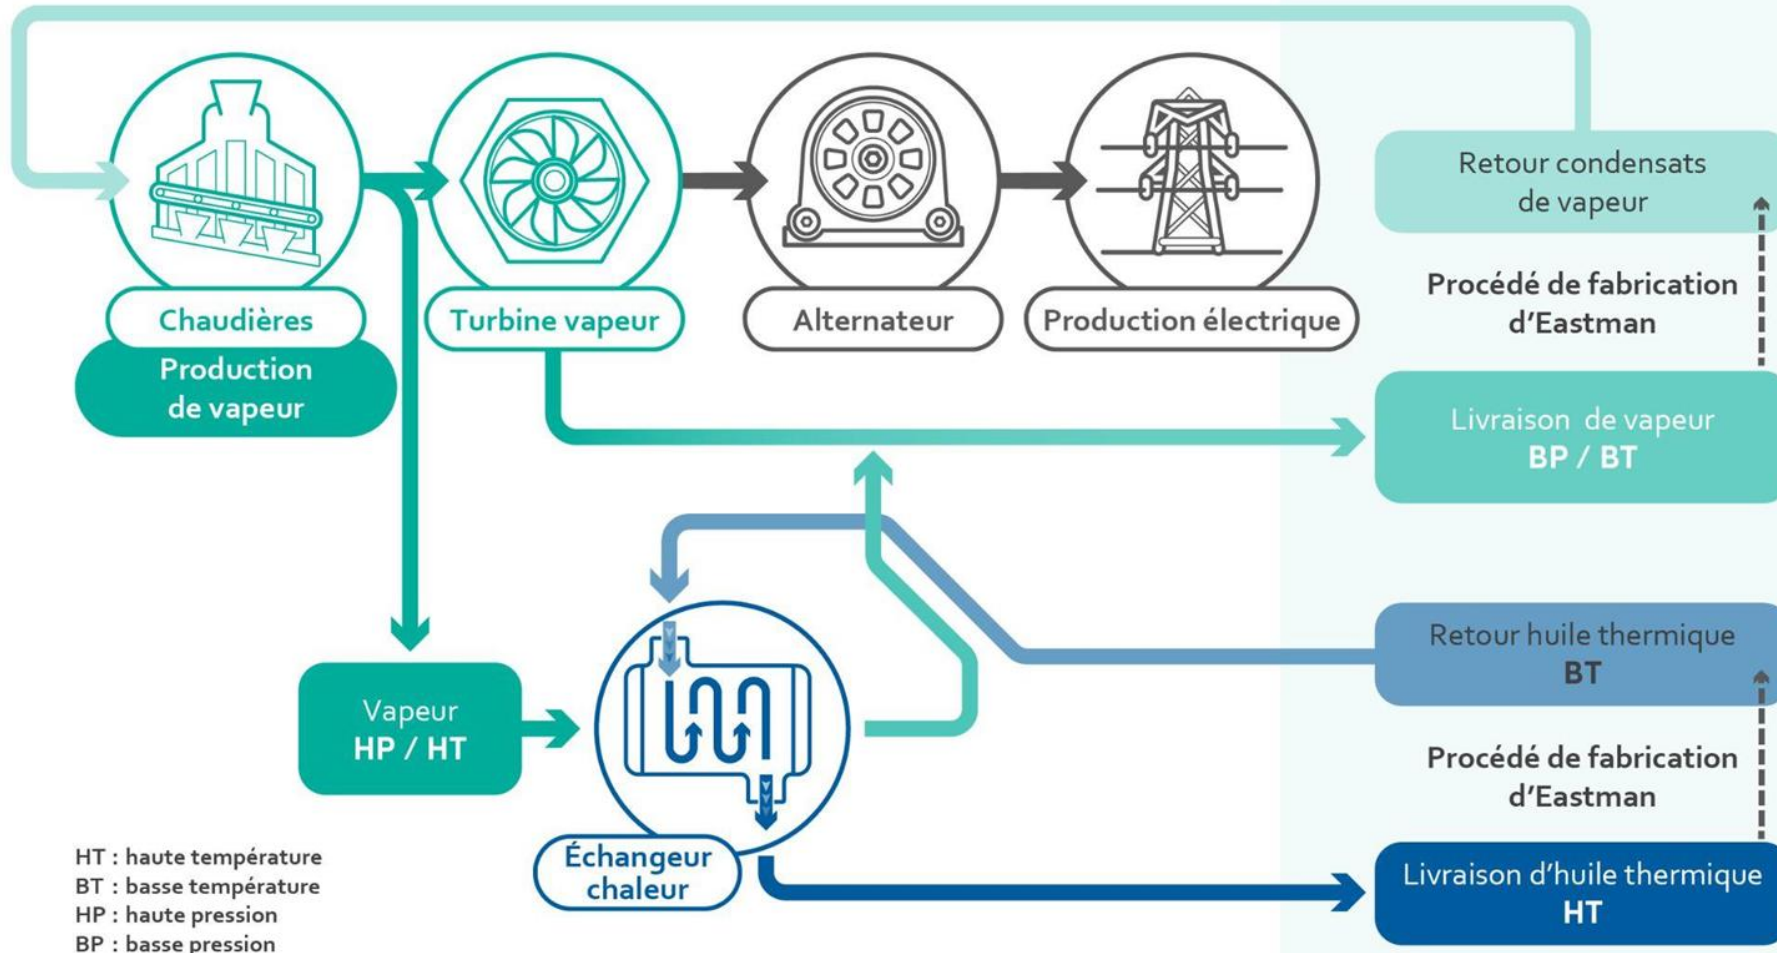 Chaudières
Production
de vapeur
Turbine vapeur
Alternateur
Production électrique
Retour condensats
de vapeur
Procédé de fabrication
d’Eastman
Livraison de vapeur
BP / BT
Retour huile thermique
BT
Procédé de fabrication
d’Eastman
Livraison d’huile thermique
HT
Vapeur
HP / HT
Échangeur
chaleur
HT : haute température
BT : basse température
HP : haute pression
BP : basse pression